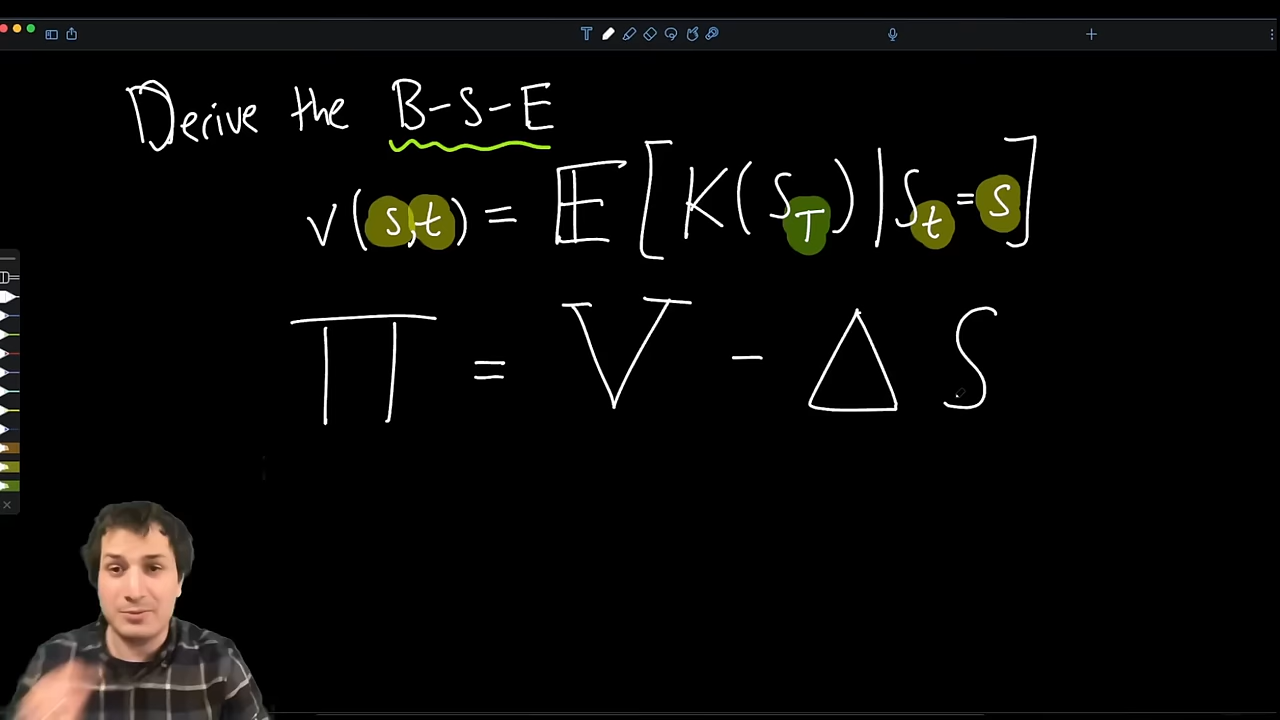 Derive the B-S-E
v(s,t) = 𝔼[K(S_T)|S_t = s]
Π = V - Δ S